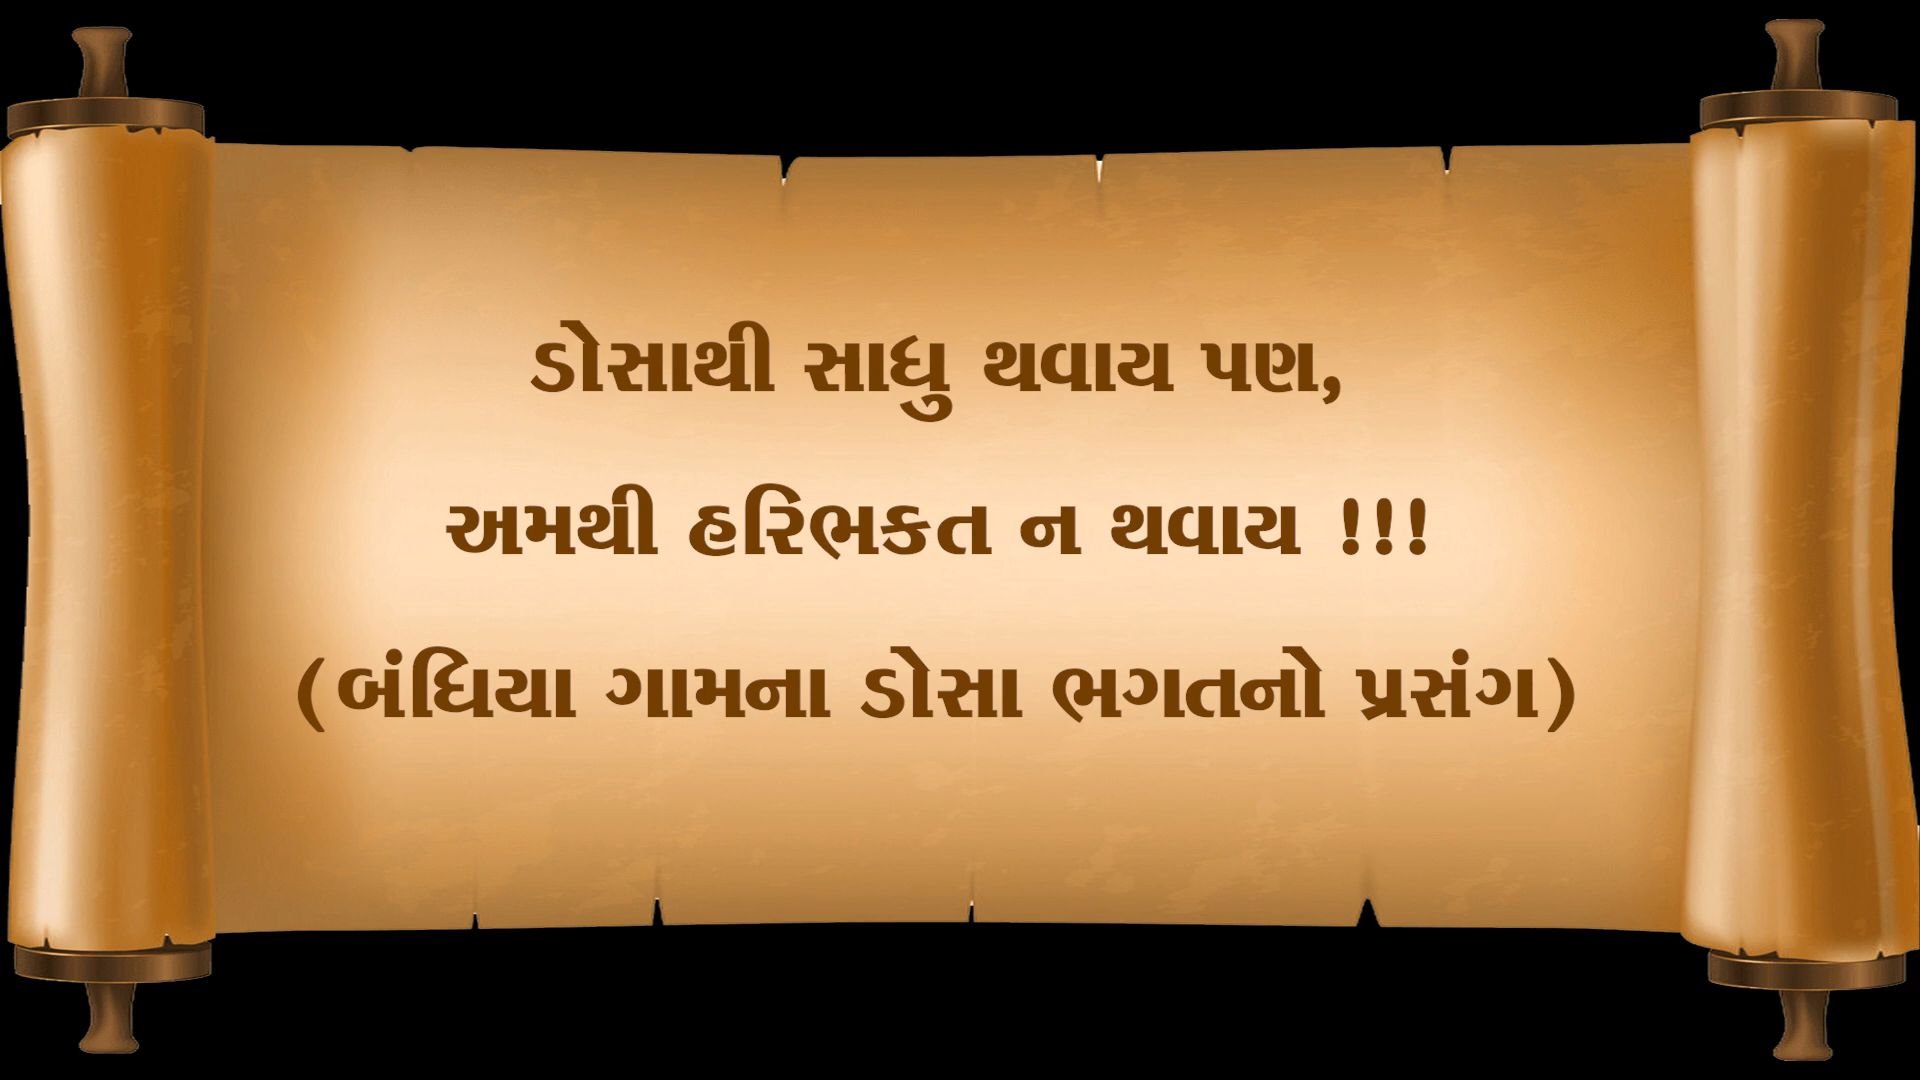 ડોસાથી સાધુ થવાય પણ,
અમથી હરિભકત ન થવાય !!!
(બંધિયા ગામના ડોસા ભગતનો પ્રસંગ)